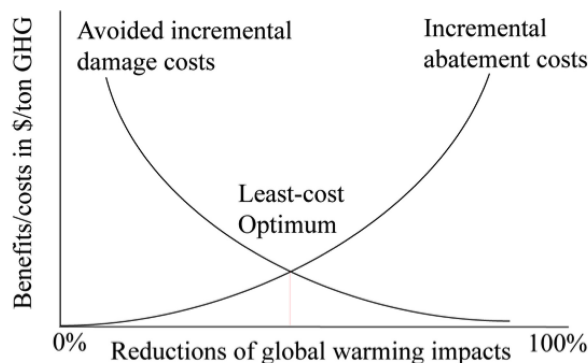 Benefits/costs in $/ton GHG
Avoided incremental
damage costs
Incremental
abatement costs
Least-cost
Optimum
0%
100%
Reductions of global warming impacts